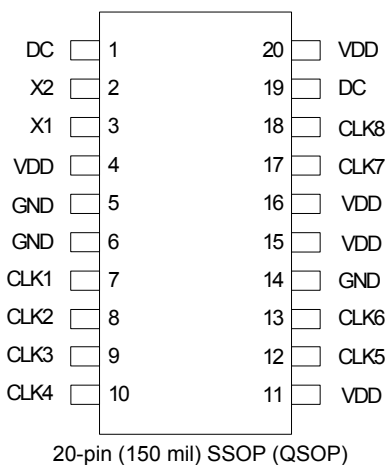 DC 1 20 VDD
X2 2 19 DC
X1 3 18 CLK8
VDD 4 17 CLK7
GND 5 16 VDD
GND 6 15 VDD
CLK1 7 14 GND
CLK2 8 13 CLK6
CLK3 9 12 CLK5
CLK4 10 11 VDD
20-pin (150 mil) SSOP (QSOP)